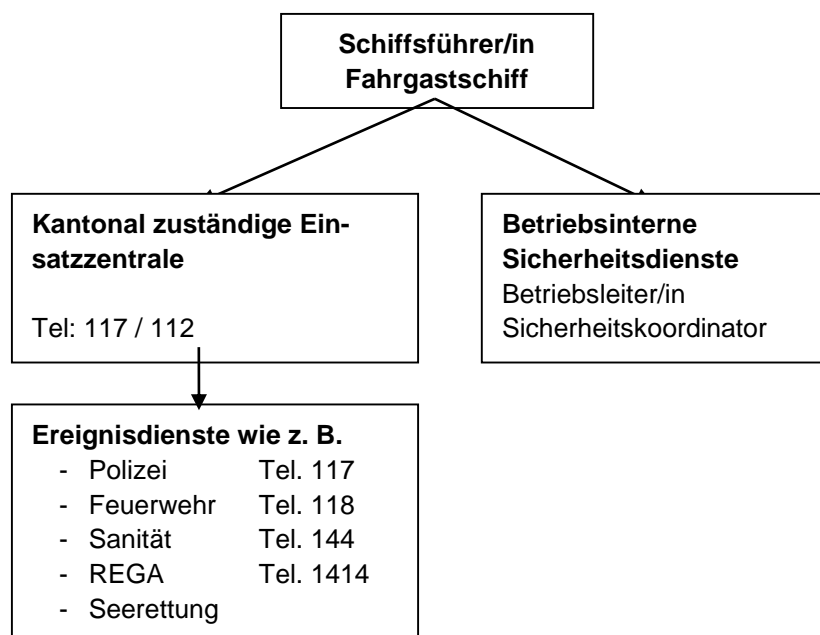 Schiffsführer/in
Fahrgastschiff
Kantonal zuständige Ein-
satzzentrale
Tel: 117 / 112
Betriebsinterne
Sicherheitsdienste
Betriebsleiter/in
Sicherheitskoordinator
Ereignisdienste wie z. B.
- Polizei Tel. 117
- Feuerwehr Tel. 118
- Sanität Tel. 144
- REGA Tel. 1414
- Seerettung